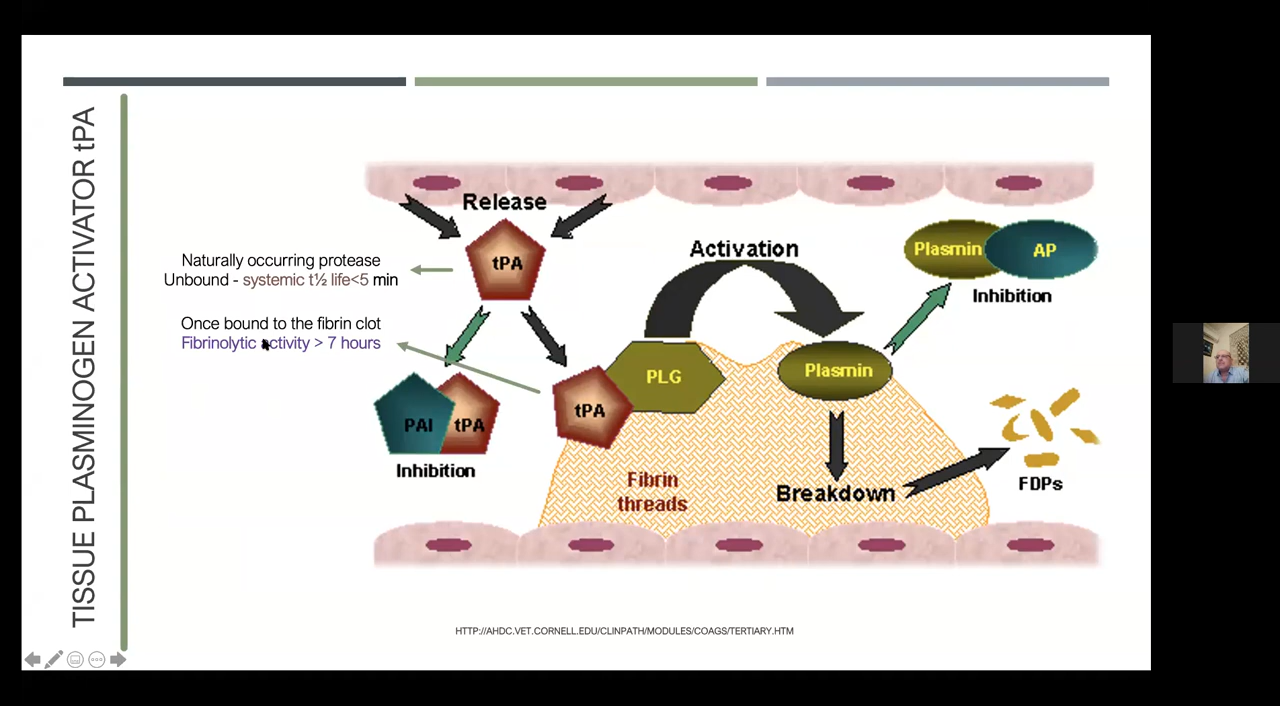 TISSUE PLASMINOGEN ACTIVATOR tPA
Release
tPA
Naturally occurring protease
Unbound - systemic t½ life<5 min
Once bound to the fibrin clot
Fibrinolytic activity > 7 hours
Activation
Plasmin
AP
Inhibition
PLG
Plasmin
tPA
PAI
tPA
Inhibition
Fibrin
threads
Breakdown
FDPs
HTTP://AHDC.VET.CORNELL.EDU/CLINPATH/MODULES/COAGS/TERTIARY.HTM